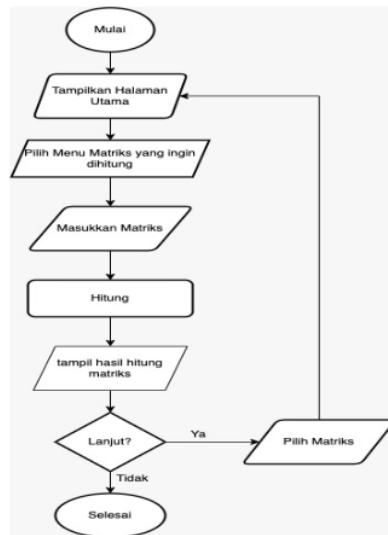 Mulai
Tampilkan Halaman
Utama
Pilih Menu Matriks yang ingin
dihitung
Masukkan Matriks
Hitung
tampil hasil hitung
matriks
Lanjut?
Ya
Pilih Matriks
Tidak
Selesai